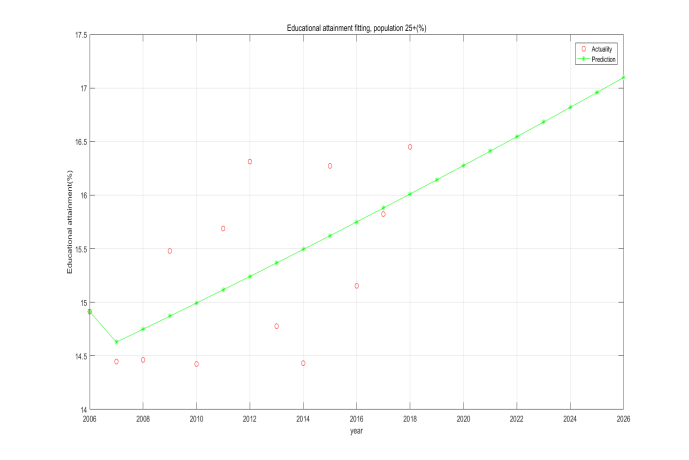 Educational attainment fitting, population 25+(%)
17.5
17
16.5
16
15.5
15
14.5
14
Educational attainment(%)
Actuality
Prediction
2006 2008 2010 2012 2014 2016 2018 2020 2022 2024 2026
year